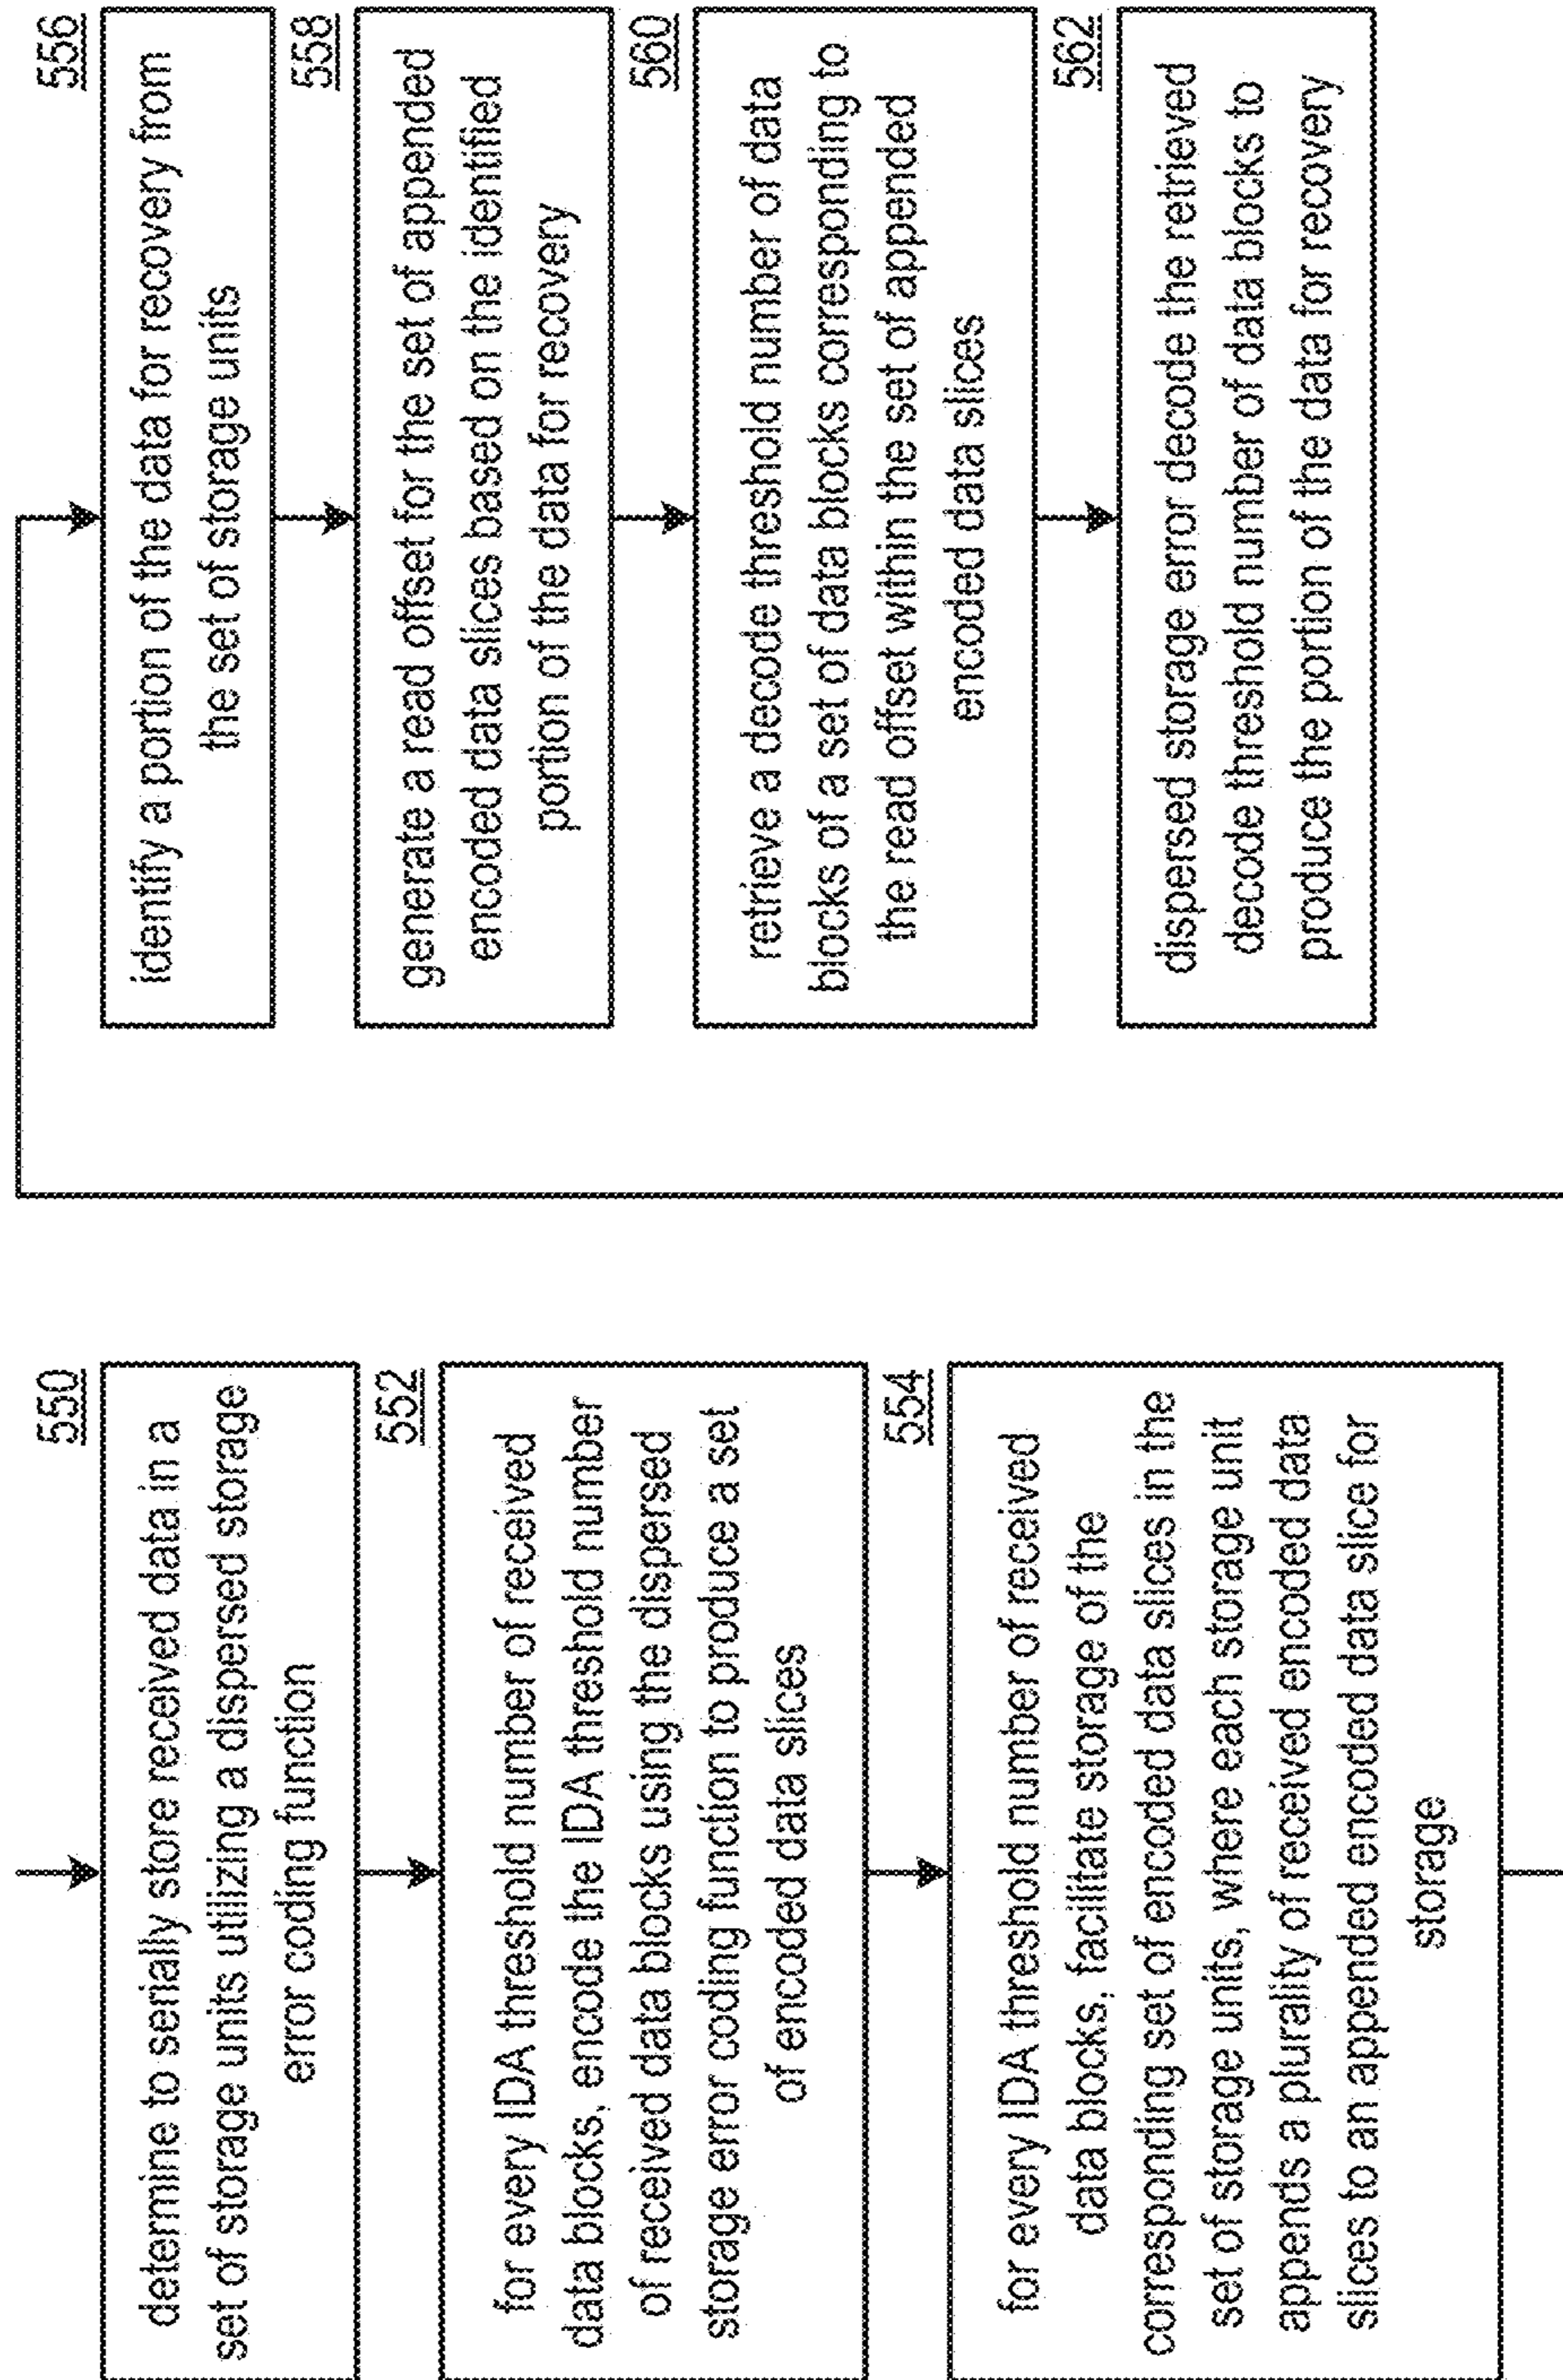 550
determine to serially store received data in a
set of storage units utilizing a dispersed storage
error coding function
552
for every IDA threshold number of received
data blocks, encode the IDA threshold number
of received data blocks using the dispersed
storage error coding function to produce a set
of encoded data slices
554
for every IDA threshold number of received
data blocks, facilitate storage of the
corresponding set of encoded data slices in the
set of storage units, where each storage unit
appends a plurality of received encoded data
slices to an appended encoded data slice for
storage
556
identify a portion of the data for recovery from
the set of storage units
558
generate a read offset for the set of appended
encoded data slices based on the identified
portion of the data for recovery
560
retrieve a decode threshold number of data
blocks of a set of data blocks corresponding to
the read offset within the set of appended
encoded data slices
562
dispersed storage error decode the retrieved
decode threshold number of data blocks to
produce the portion of the data for recovery